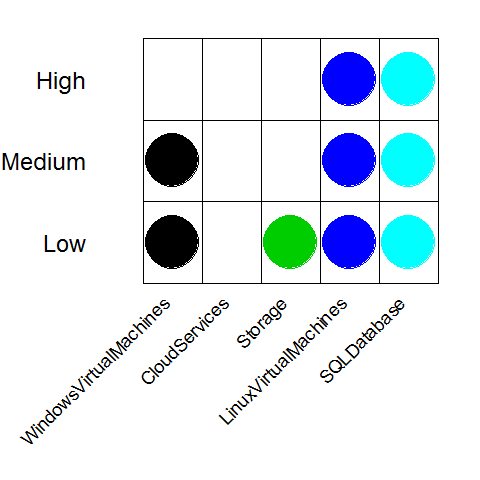 High
Medium
Low
WindowsVirtualMachines
CloudServices
Storage
LinuxVirtualMachines
SQLDatabase